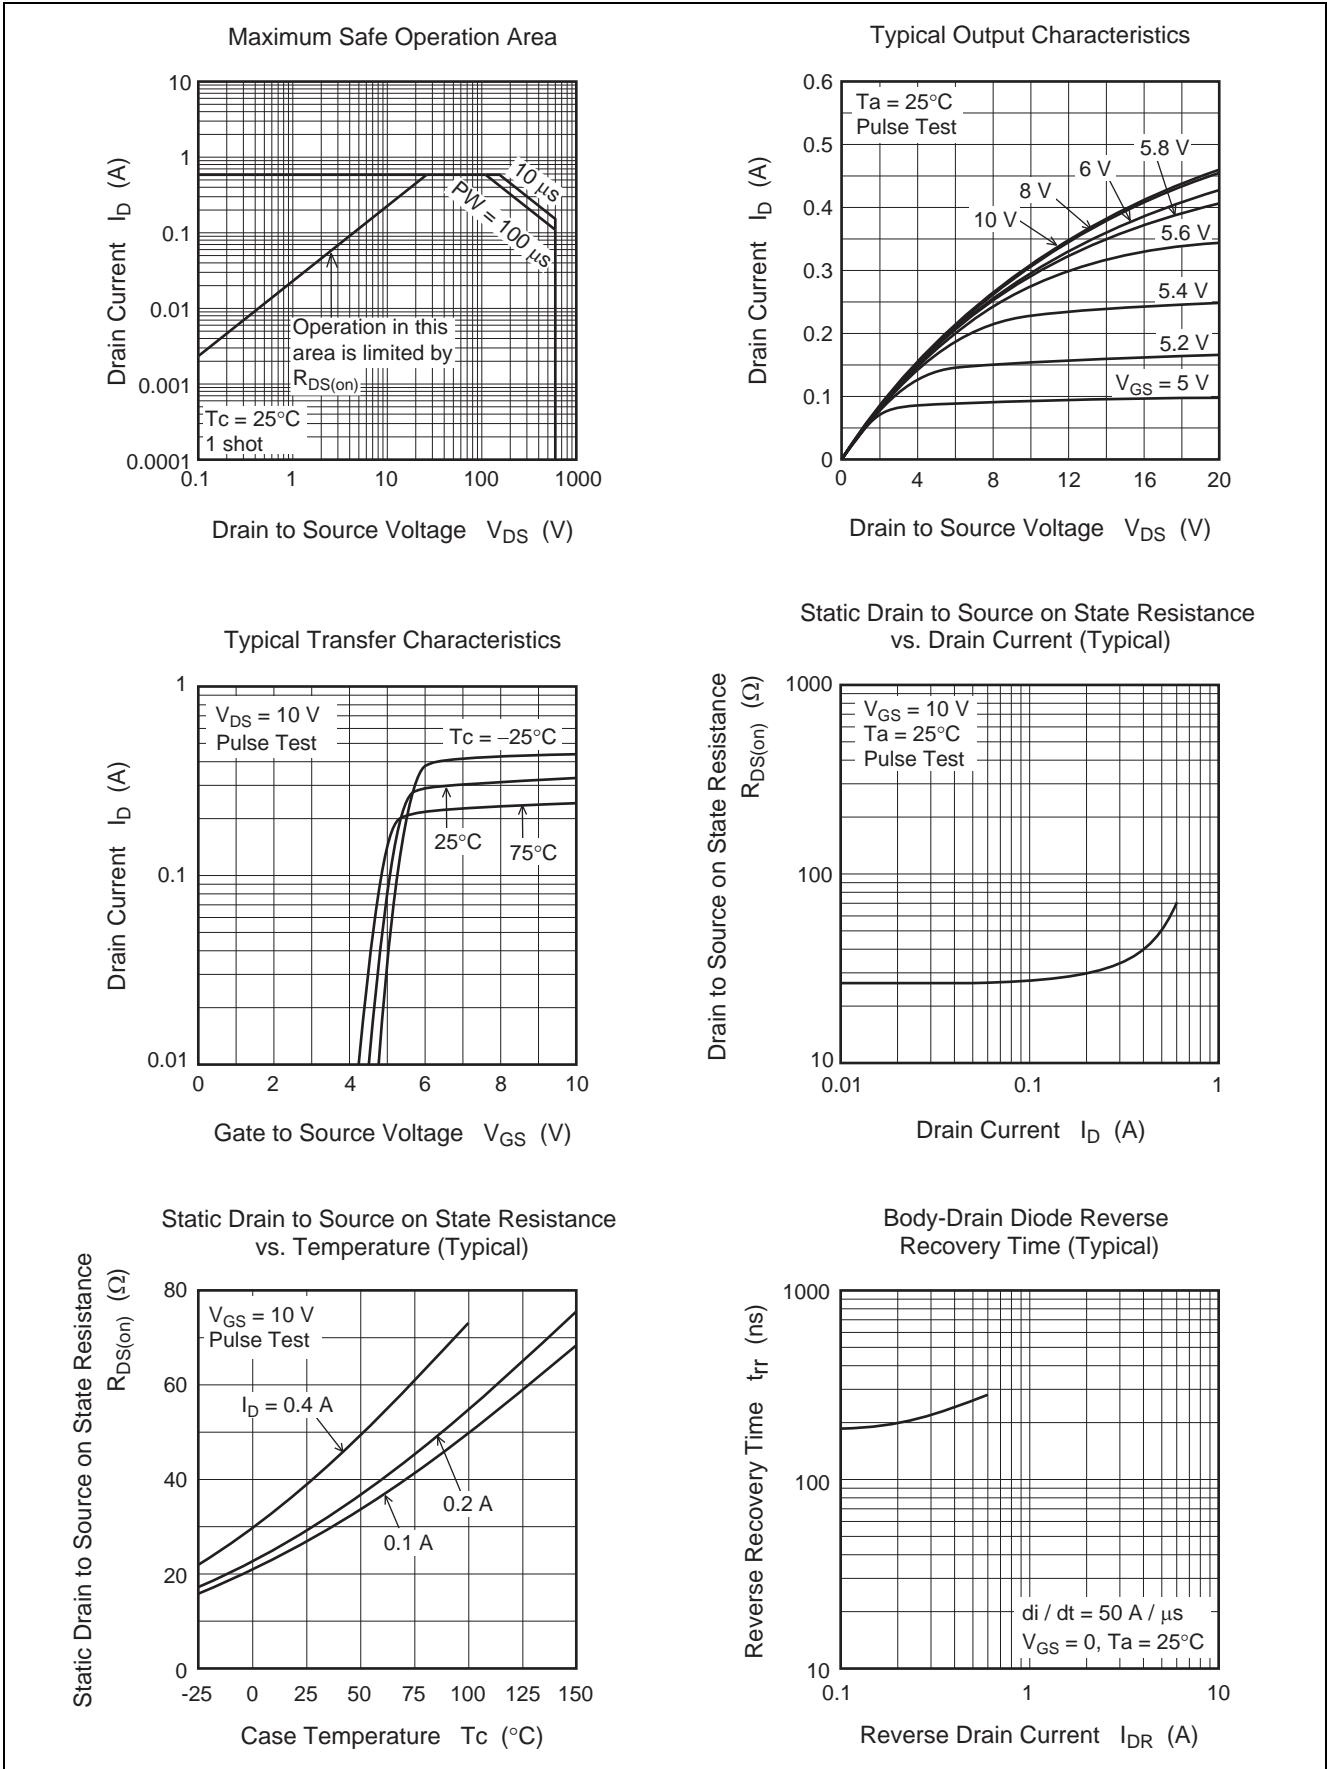 Maximum Safe Operation Area
Drain Current I_D (A)
10
1
0.1
0.01
0.001
0.0001
10 μs
PW = 100 μs
Operation in this
area is limited by
R_DS(on)
Tc = 25°C
1 shot
0.1 1 10 100 1000
Drain to Source Voltage V_DS (V)
Typical Output Characteristics
Drain Current I_D (A)
0.6
0.5
0.4
0.3
0.2
0.1
0
Ta = 25°C
Pulse Test
5.8 V
6 V
8 V
10 V
5.6 V
5.4 V
5.2 V
V_GS = 5 V
0 4 8 12 16 20
Drain to Source Voltage V_DS (V)
Typical Transfer Characteristics
Drain Current I_D (A)
1
0.1
0.01
V_DS = 10 V
Pulse Test
Tc = −25°C
25°C
75°C
0 2 4 6 8 10
Gate to Source Voltage V_GS (V)
Static Drain to Source on State Resistance
vs. Drain Current (Typical)
Drain to Source on State Resistance
R_DS(on) (Ω)
1000
100
10
V_GS = 10 V
Ta = 25°C
Pulse Test
0.01 0.1 1
Drain Current I_D (A)
Static Drain to Source on State Resistance
vs. Temperature (Typical)
Static Drain to Source on State Resistance
R_DS(on) (Ω)
80
60
40
20
0
V_GS = 10 V
Pulse Test
I_D = 0.4 A
0.2 A
0.1 A
-25 0 25 50 75 100 125 150
Case Temperature Tc (°C)
Body-Drain Diode Reverse
Recovery Time (Typical)
Reverse Recovery Time t_rr (ns)
1000
100
10
di / dt = 50 A / μs
V_GS = 0, Ta = 25°C
0.1 1 10
Reverse Drain Current I_DR (A)